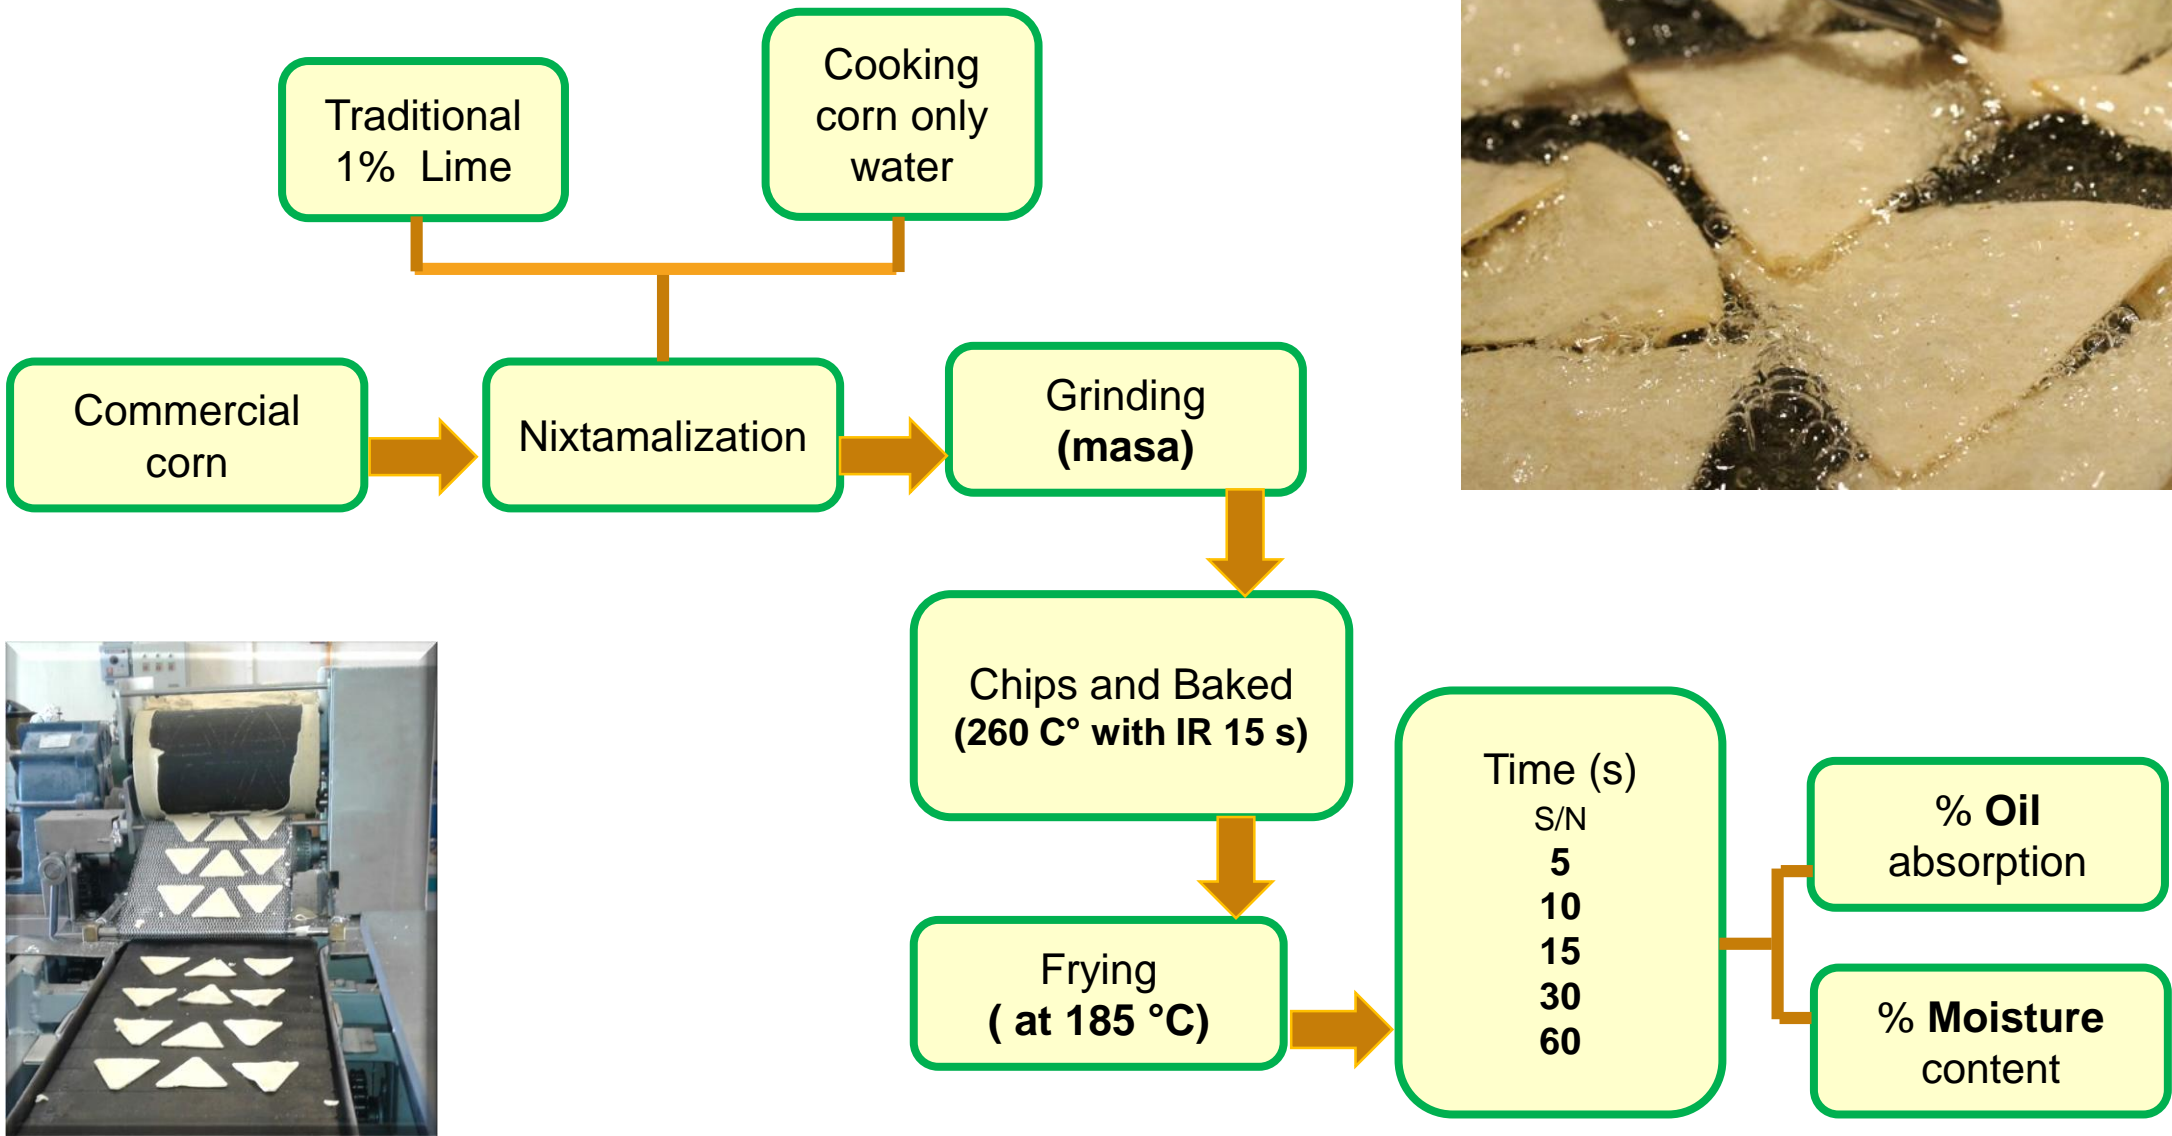 Traditional
1% Lime
Cooking
corn only
water
Commercial
corn
Nixtamalization
Grinding
(masa)
Chips and Baked
(260 C° with IR 15 s)
Frying
( at 185 °C)
Time (s)
S/N
5
10
15
30
60
% Oil
absorption
% Moisture
content